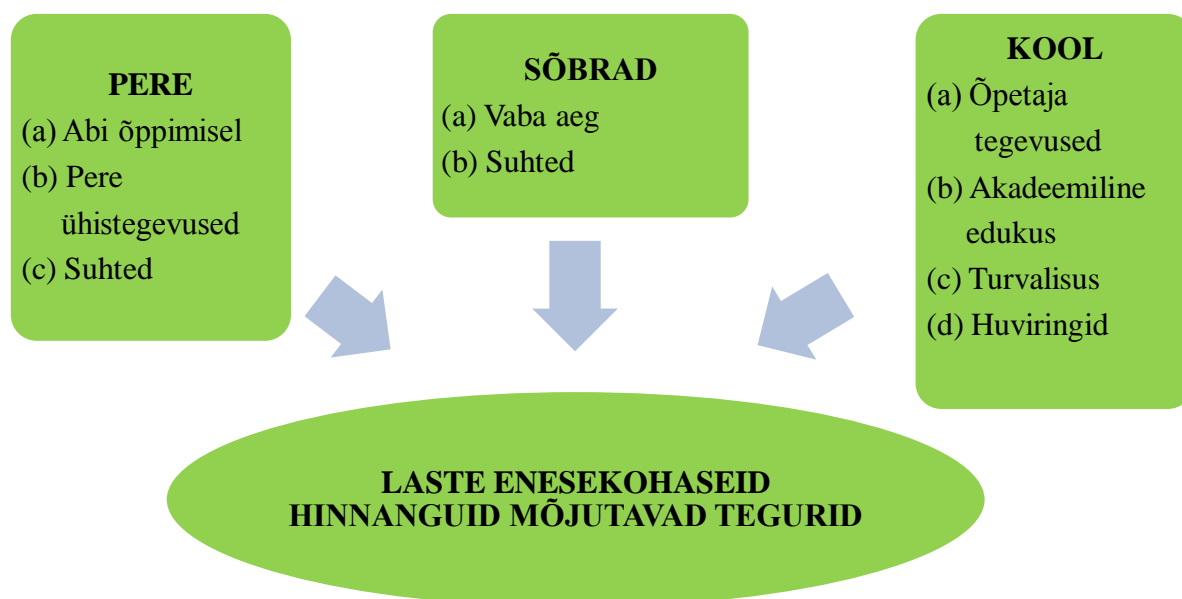 PERE
(a) Abi õppimisel
(b) Pere
ühistegevused
(c) Suhted
SÕBRAD
(a) Vaba aeg
(b) Suhted
KOOL
(a) Õpetaja
tegevused
(b) Akadeemiline
edukus
(c) Turvalisus
(d) Huviringid
LASTE ENESEKOHASEID
HINNANGUID MÕJUTAVAD TEGURID